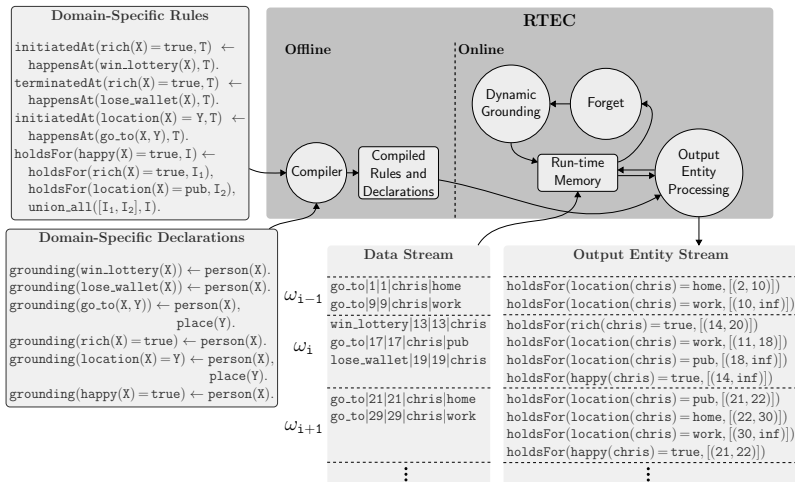 Domain-Specific Rules
initiatedAt(rich(X) = true, T) ←
happensAt(win_lottery(X), T).
terminatedAt(rich(X) = true, T) ←
happensAt(lose_wallet(X), T).
initiatedAt(location(X) = Y, T) ←
happensAt(go_to(X, Y), T).
holdsFor(happy(X) = true, I) ←
holdsFor(rich(X) = true, I₁),
holdsFor(location(X) = pub, I₂),
union_all([I₁, I₂], I).
Domain-Specific Declarations
grounding(win_lottery(X)) ← person(X).
grounding(lose_wallet(X)) ← person(X).
grounding(go_to(X, Y)) ← person(X),
place(Y).
grounding(rich(X) = true) ← person(X).
grounding(location(X) = Y) ← person(X),
place(Y).
grounding(happy(X) = true) ← person(X).
RTEC
Offline
Online
Compiler
Compiled
Rules and
Declarations
Dynamic
Grounding
Forget
Run-time
Memory
Output
Entity
Processing
Data Stream
ωᵢ₋₁
go_to|1|1|chris|home
go_to|9|9|chris|work
ωᵢ
win_lottery|13|13|chris
go_to|17|17|chris|pub
lose_wallet|19|19|chris
ωᵢ₊₁
go_to|21|21|chris|home
go_to|29|29|chris|work
⋮
Output Entity Stream
holdsFor(location(chris) = home, [(2, 10)])
holdsFor(location(chris) = work, [(10, inf)])
holdsFor(rich(chris) = true, [(14, 20)])
holdsFor(location(chris) = work, [(11, 18)])
holdsFor(location(chris) = pub, [(18, inf)])
holdsFor(happy(chris) = true, [(14, inf)])
holdsFor(location(chris) = pub, [(21, 22)])
holdsFor(location(chris) = home, [(22, 30)])
holdsFor(location(chris) = work, [(30, inf)])
holdsFor(happy(chris) = true, [(21, 22)])
⋮